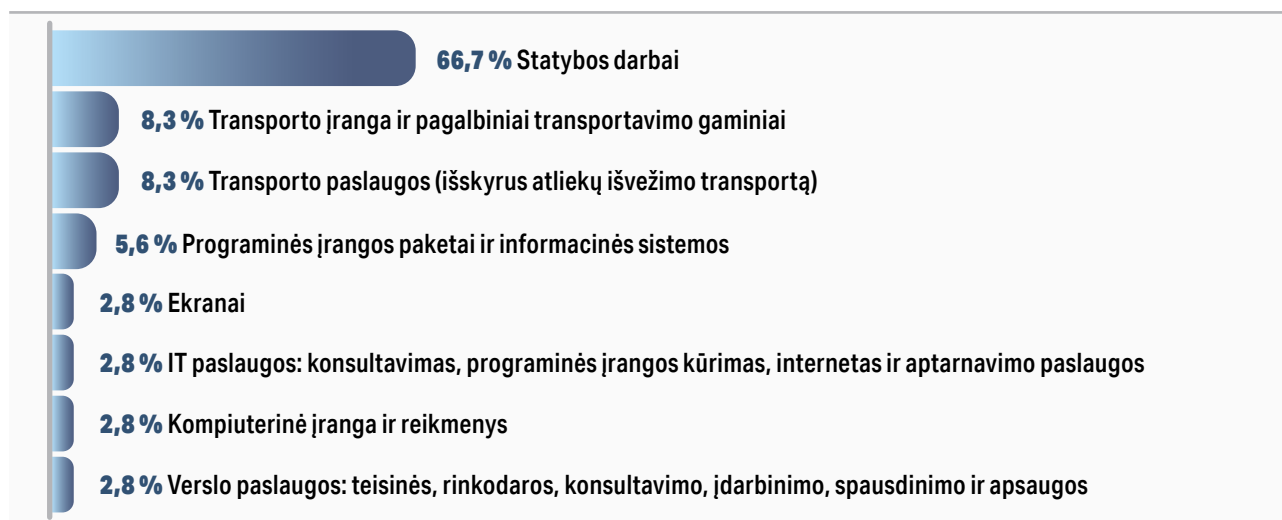 66,7 % Statybos darbai
8,3 % Transporto įranga ir pagalbiniai transportavimo gaminiai
8,3 % Transporto paslaugos (išskyrus atliekų išvežimo transportą)
5,6 % Programinės įrangos paketai ir informacinės sistemos
2,8 % Ekranai
2,8 % IT paslaugos: konsultavimas, programinės įrangos kūrimas, internetas ir aptarnavimo paslaugos
2,8 % Kompiuterinė įranga ir reikmenys
2,8 % Verslo paslaugos: teisinės, rinkodaros, konsultavimo, įdarbinimo, spausdinimo ir apsaugos